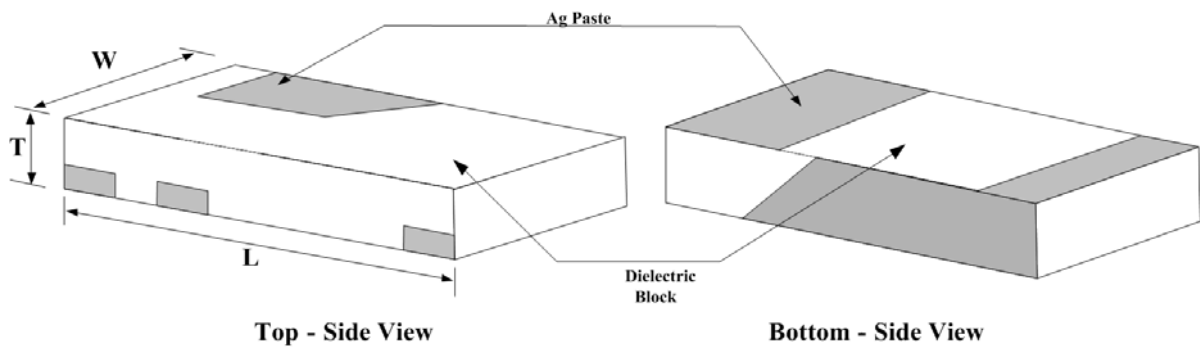 Ag Paste
W
T
L
Dielectric
Block
Top - Side View
Bottom - Side View